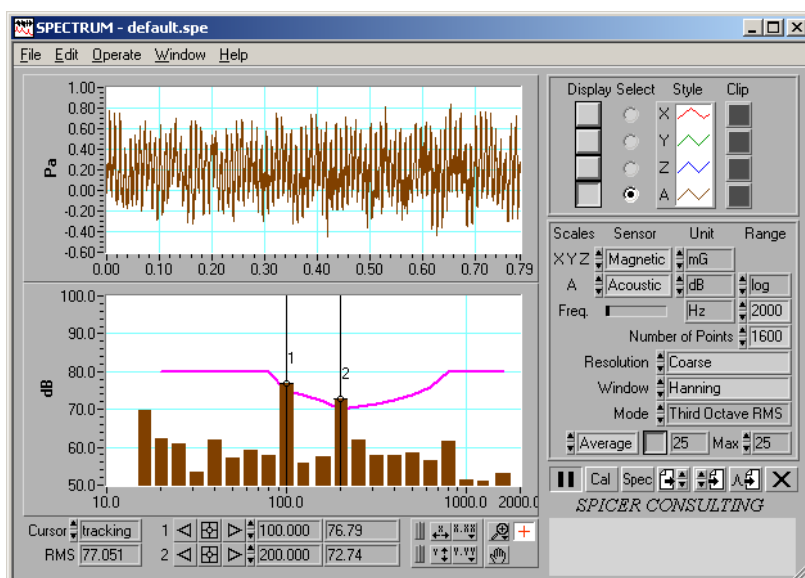 SPECTRUM - default.spe
File Edit Operate Window Help
1.00
0.80
0.60
0.40
0.20
0.00
-0.20
-0.40
-0.60
Pa
0.00 0.10 0.20 0.30 0.40 0.50 0.60 0.70 0.79
100.0
90.0
80.0
70.0
60.0
50.0
dB
1
2
10.0 100.0 1000.0 2000.0
Cursor tracking 1 100.000 76.79 X X.XX
RMS 77.051 2 200.000 72.74 Y Y.YY
Display Select Style Clip
X
Y
Z
A
Scales Sensor Unit Range
X Y Z Magnetic mG
A Acoustic dB log
Freq. Hz 2000
Number of Points 1600
Resolution Coarse
Window Hanning
Mode Third Octave RMS
Average 25 Max 25
Cal Spec
SPICER CONSULTING